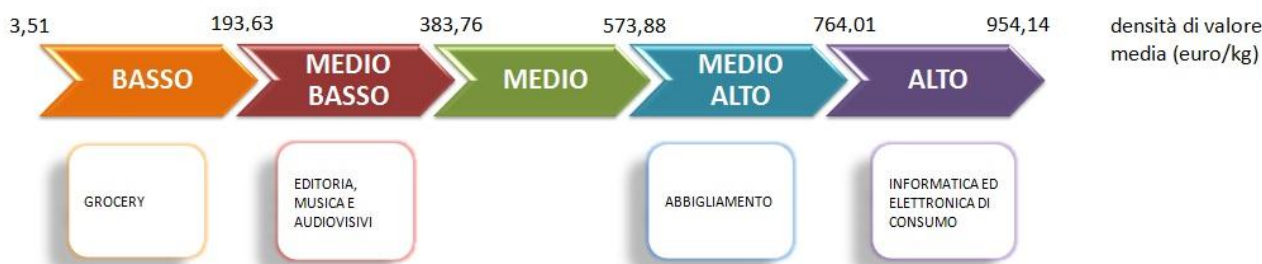 3,51 193,63 383,76 573,88 764,01 954,14 densità di valore
media (euro/kg)
BASSO
MEDIO
BASSO
MEDIO
MEDIO
ALTO
ALTO
GROCERY
EDITORIA,
MUSICA E
AUDIOVISIVI
ABBIGLIAMENTO
INFORMATICA ED
ELETTRONICA DI
CONSUMO